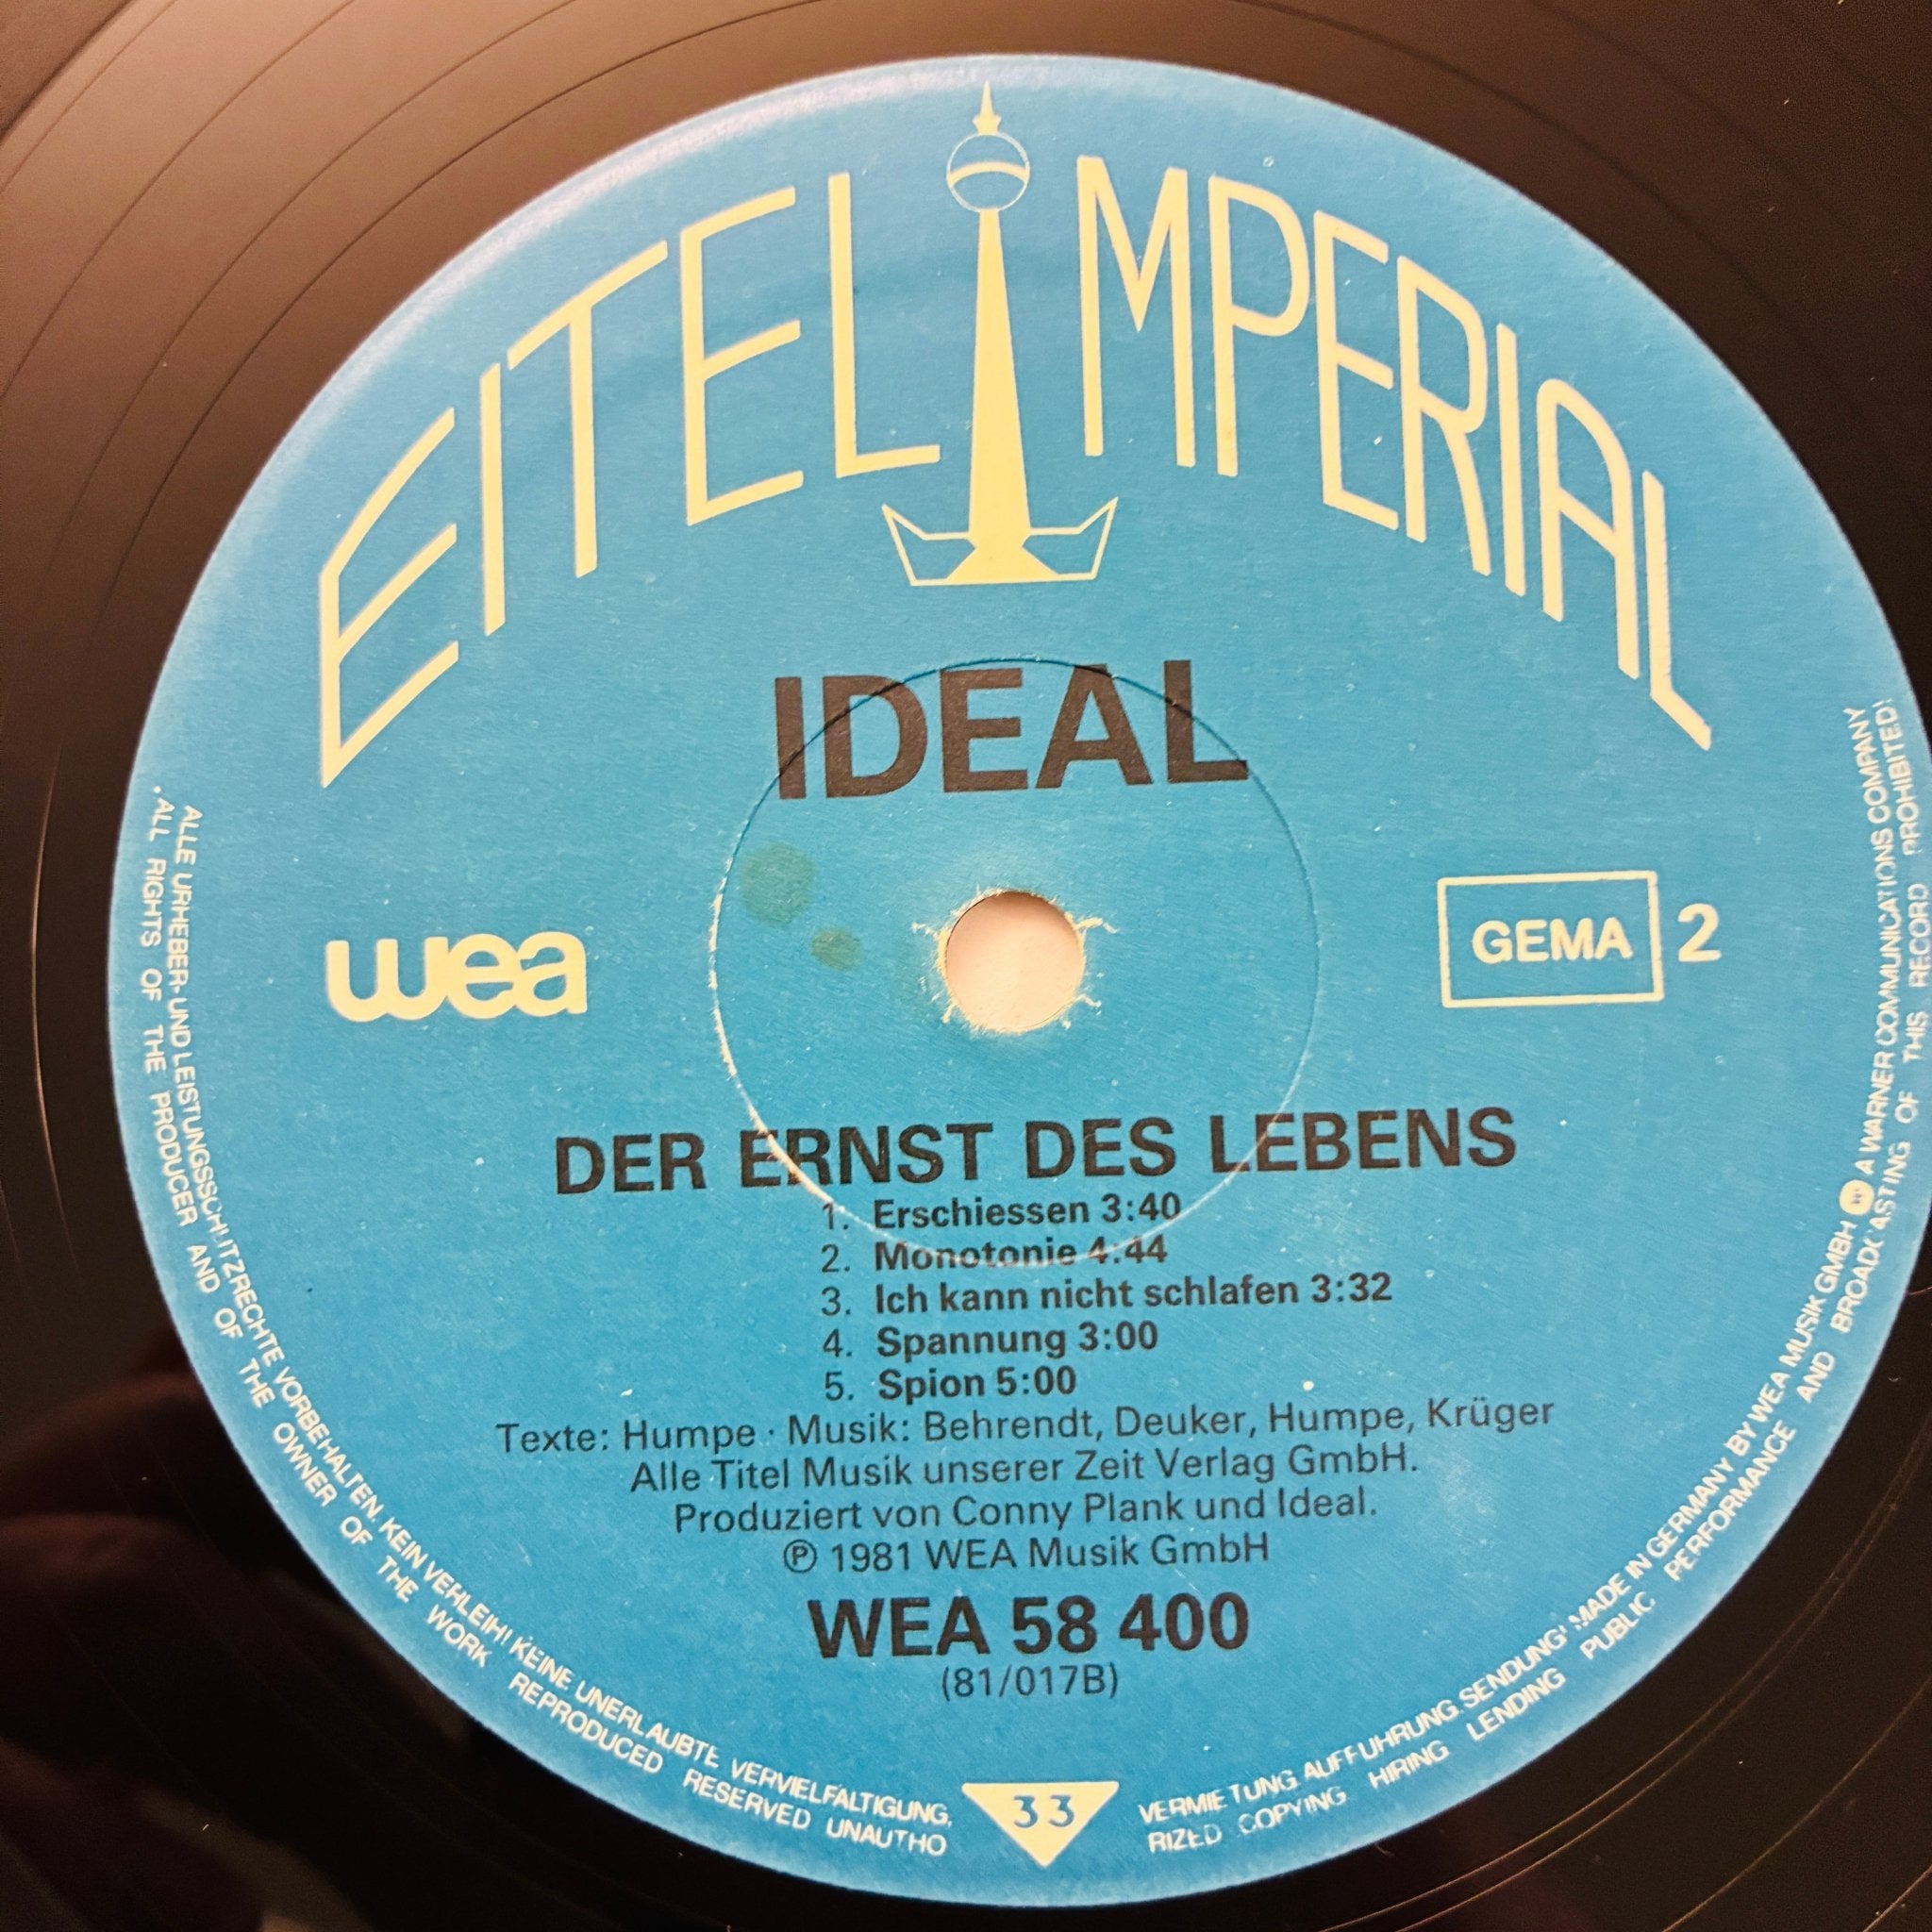 EITEL IMPERIAL
IDEAL
wea
GEMA 2
DER ERNST DES LEBENS
1. Erschiessen 3:40
2. Monotonie 4:44
3. Ich kann nicht schlafen 3:32
4. Spannung 3:00
5. Spion 5:00
Texte: Humpe · Musik: Behrendt, Deuker, Humpe, Krüger
Alle Titel Musik unserer Zeit Verlag GmbH.
Produziert von Conny Plank und Ideal.
Ⓟ 1981 WEA Musik GmbH
WEA 58 400
(81/017B)
33
ALLE URHEBER- UND LEISTUNGSSCHUTZRECHTE VORBEHALTEN. KEIN VERLEIH! KEINE UNERLAUBTE VERVIELFÄLTIGUNG, VERMIETUNG AUFFUHRUNG. SENDUNG! MADE IN GERMANY BY WEA MUSIK GMBH A WARNER COMMUNICATIONS COMPANY
. ALL RIGHTS OF THE PRODUCER AND OF THE OWNER OF THE WORK REPRODUCED RESERVED UNAUTHORIZED COPYING HIRING LENDING PUBLIC PERFORMANCE AND BROADCASTING OF THIS RECORD PROHIBITED!